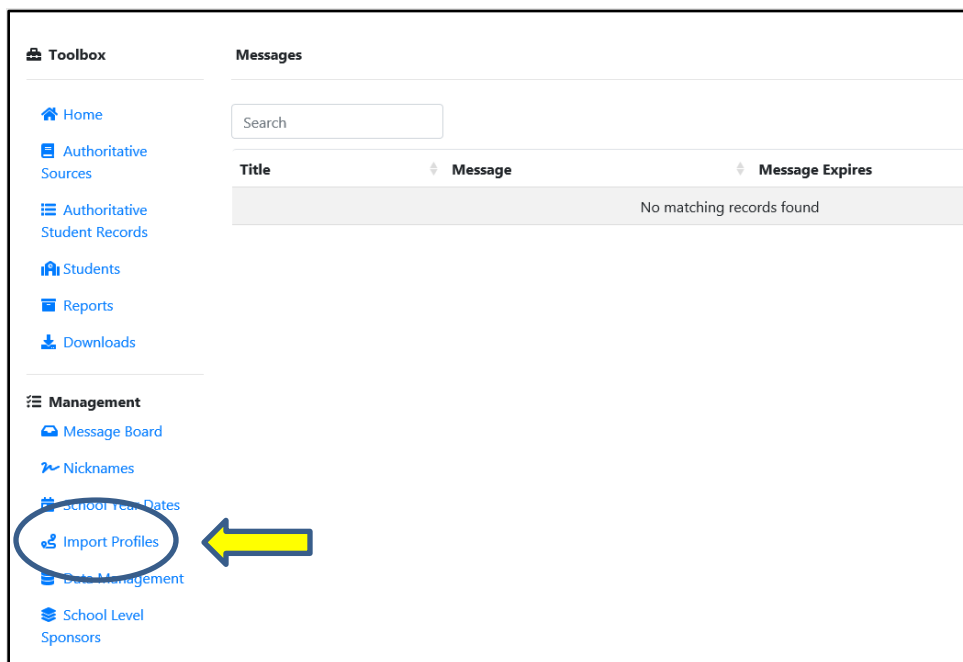 Toolbox
Home
Authoritative
Sources
Authoritative
Student Records
Students
Reports
Downloads
Management
Message Board
Nicknames
School Year Dates
Import Profiles
Data Management
School Level
Sponsors
Messages
Search
Title Message Message Expires
No matching records found